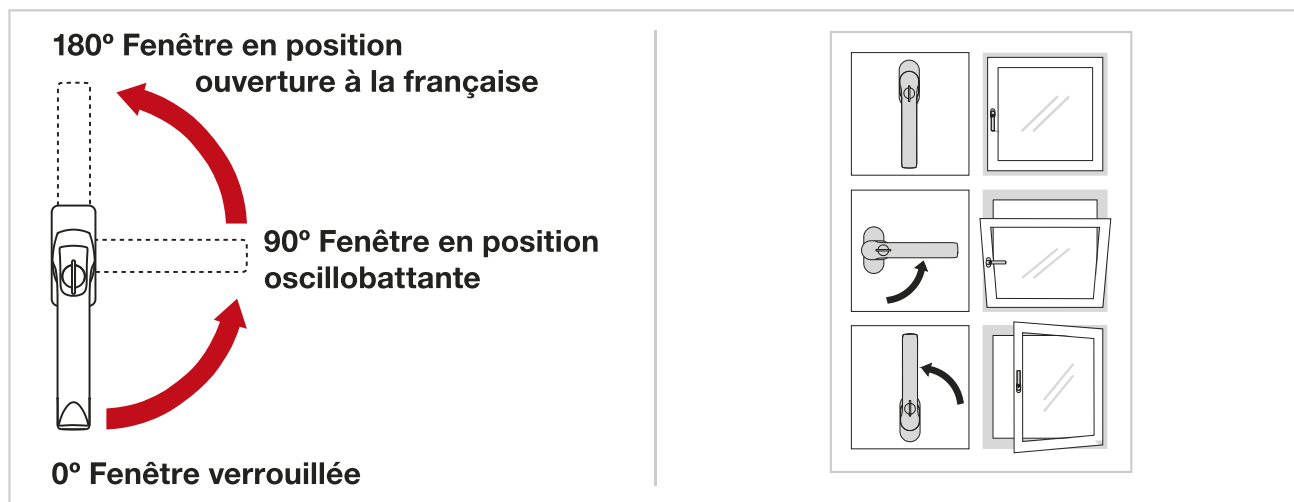 180º Fenêtre en position
ouverture à la française
90º Fenêtre en position
oscillobattante
0º Fenêtre verrouillée